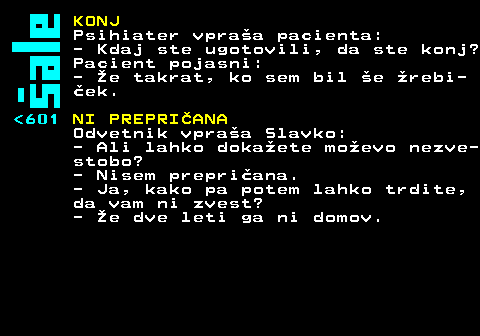 Šale
KONJ
Psihiater vpraša pacienta:
- Kdaj ste ugotovili, da ste konj?
Pacient pojasni:
- Že takrat, ko sem bil še žrebi-
ček.
<601 NI PREPRIČANA
Odvetnik vpraša Slavko:
- Ali lahko dokažete moževo nezve-
stobo?
- Nisem prepričana.
- Ja, kako pa potem lahko trdite,
da vam ni zvest?
- Že dve leti ga ni domov.